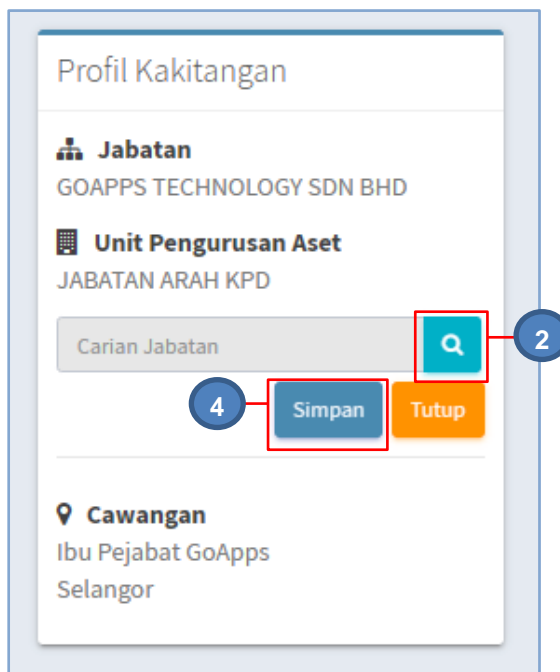 Profil Kakitangan
Jabatan
GOAPPS TECHNOLOGY SDN BHD
Unit Pengurusan Aset
JABATAN ARAH KPD
Carian Jabatan
2
4
Simpan Tutup
Cawangan
Ibu Pejabat GoApps
Selangor